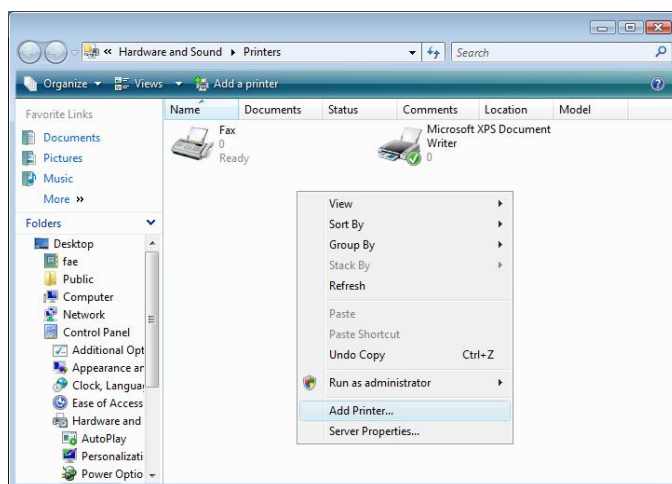 « Hardware and Sound ▸ Printers
Search
Organize
Views
Add a printer
Favorite Links
Documents
Pictures
Music
More »
Folders
Desktop
fae
Public
Computer
Network
Control Panel
Additional Opt
Appearance an
Clock, Languag
Ease of Access
Hardware and
AutoPlay
Personalizati
Power Optio
Name Documents Status Comments Location Model
Fax
0
Ready
Microsoft XPS Document
Writer
0
View
Sort By
Group By
Stack By
Refresh
Paste
Paste Shortcut
Undo Copy Ctrl+Z
Run as administrator
Add Printer...
Server Properties...